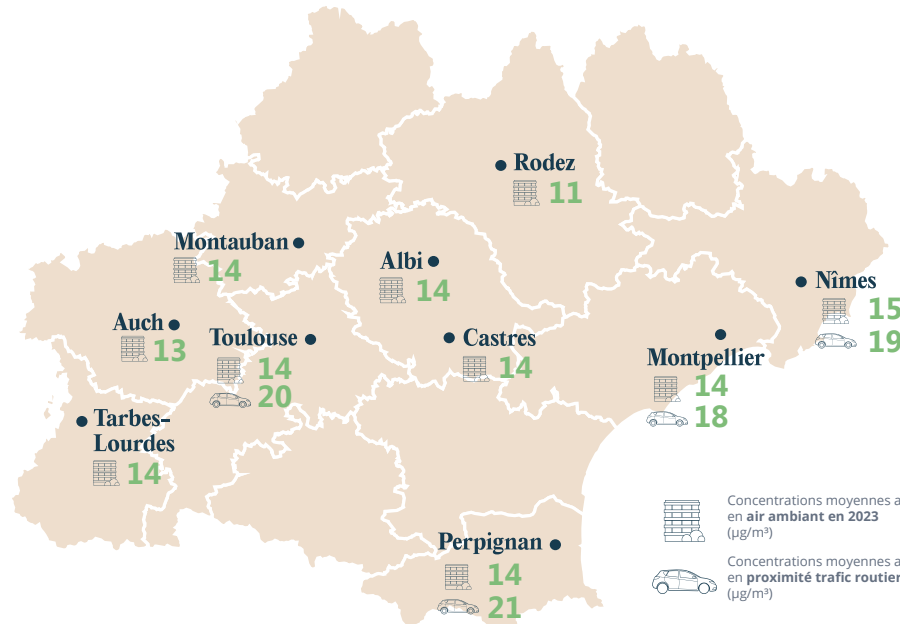 Rodez
11
Montauban
14
Albi
14
Nîmes
15
19
Auch
13
Toulouse
14
20
Castres
14
Montpellier
14
18
Tarbes-
Lourdes
14
Perpignan
14
21
Concentrations moyennes
en air ambiant en 2023
(µg/m³)
Concentrations moyennes
en proximité trafic routier
(µg/m³)